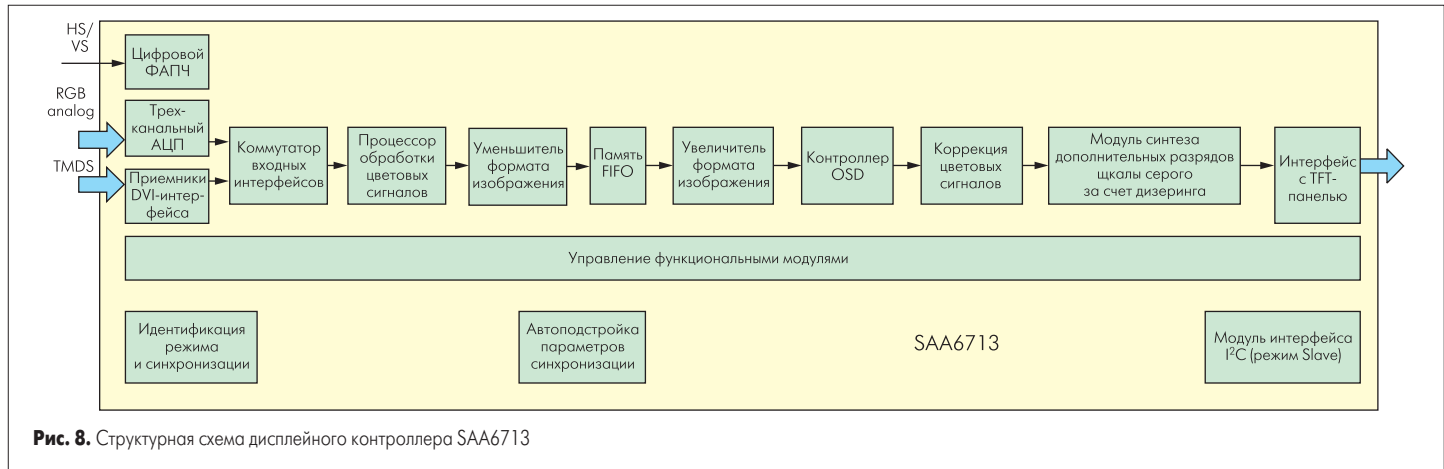 HS/
VS
Цифровой
ФАПЧ
RGB
analog
Трех-
канальный
АЦП
TMDS
Приемники
DVI-интер-
фейса
Коммутатор
входных
интерфейсов
Процессор
обработки
цветовых
сигналов
Уменьшитель
формата
изображения
Память
FIFO
Увеличитель
формата
изображения
Контроллер
OSD
Коррекция
цветовых
сигналов
Модуль синтеза
дополнительных разрядов
щкалы серого
за счет дизеринга
Интерфейс
с TFT-
панелью
Управление функциональными модулями
Идентификация
режима
и синхронизации
Автоподстройка
параметров
синхронизации
SAA6713
Модуль интерфейса
I²C (режим Slave)
Рис. 8. Структурная схема дисплейного контроллера SAA6713